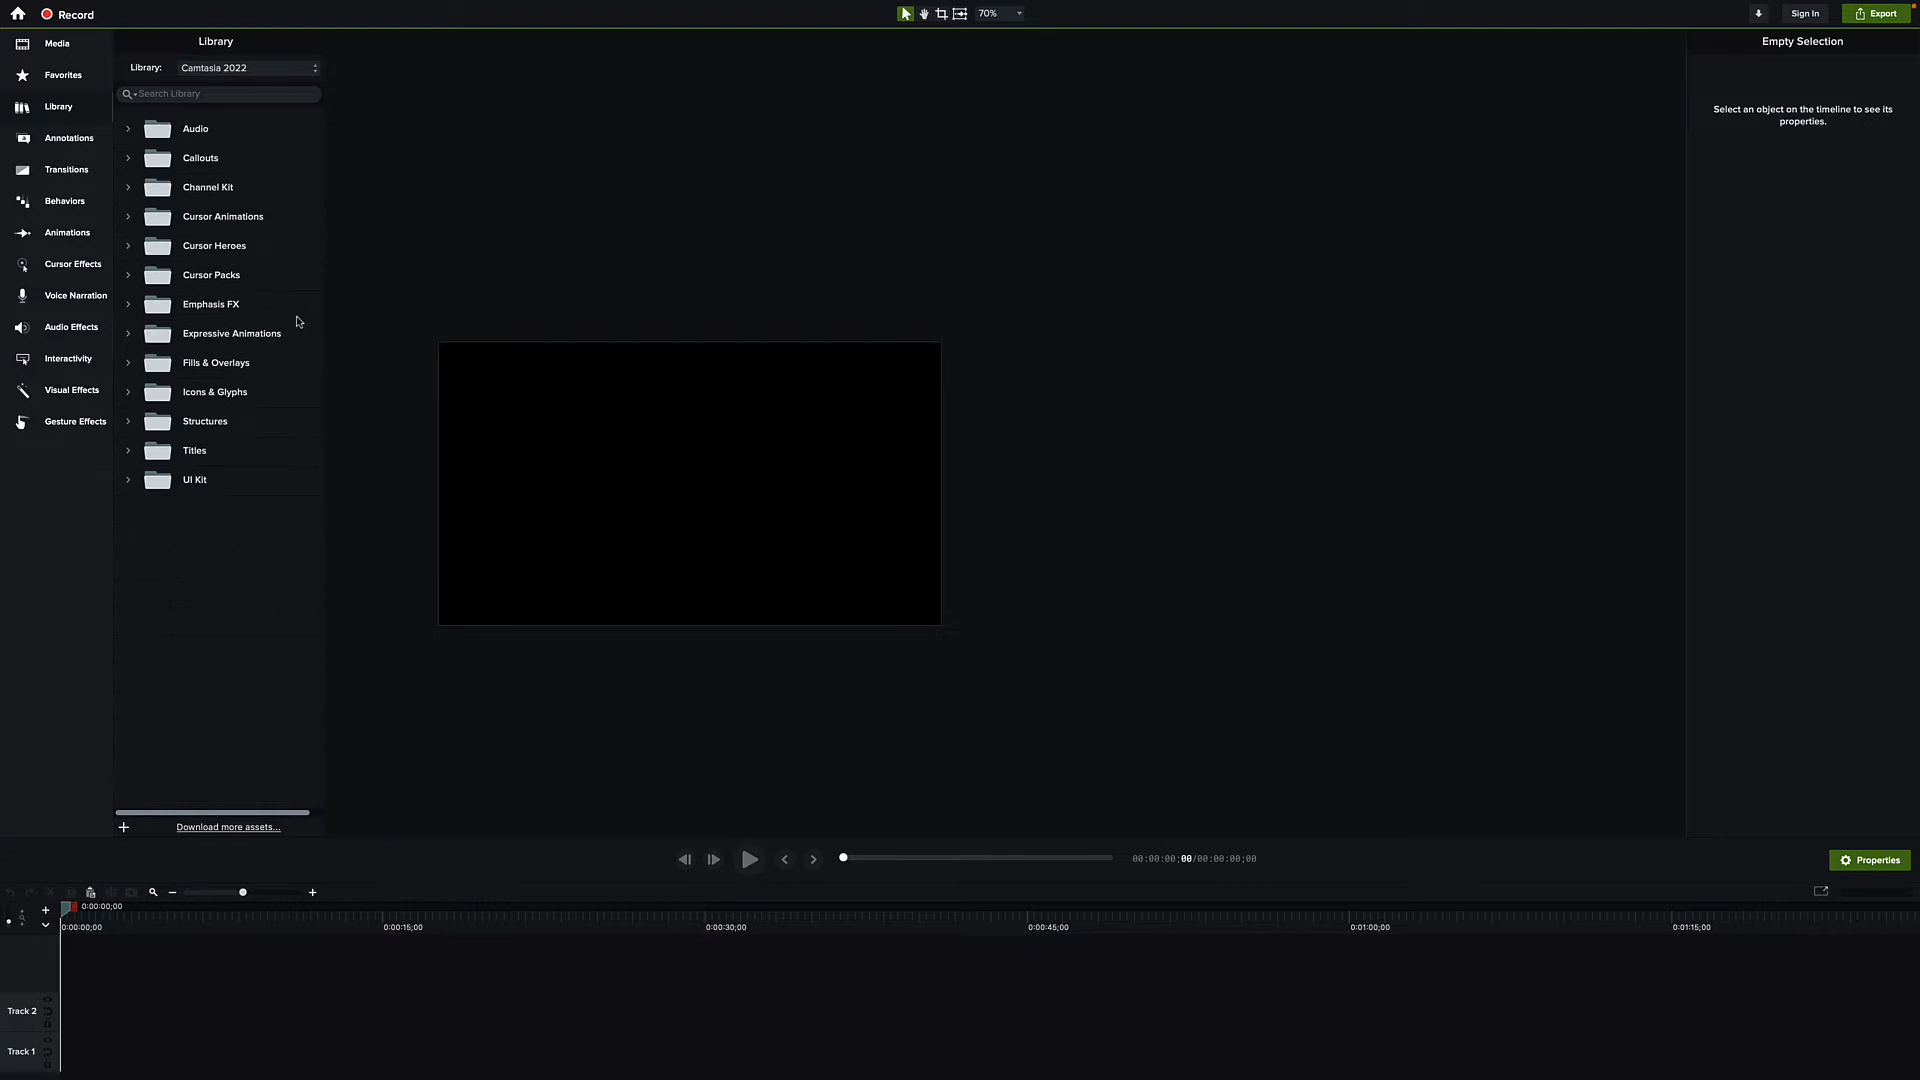 Record
70%
Sign In
Export
Media
Favorites
Library
Annotations
Transitions
Behaviors
Animations
Cursor Effects
Voice Narration
Audio Effects
Interactivity
Visual Effects
Gesture Effects
Library
Library: Camtasia 2022
Search Library
Audio
Callouts
Channel Kit
Cursor Animations
Cursor Heroes
Cursor Packs
Emphasis FX
Expressive Animations
Fills & Overlays
Icons & Glyphs
Structures
Titles
UI Kit
Download more assets...
Empty Selection
Select an object on the timeline to see its
properties.
00:00:00;00/00:00:00;00
Properties
0:00:00;00
0:00:00;00 0:00:15;00 0:00:30;00 0:00:45;00 0:01:00;00 0:01:15;00
Track 2
Track 1